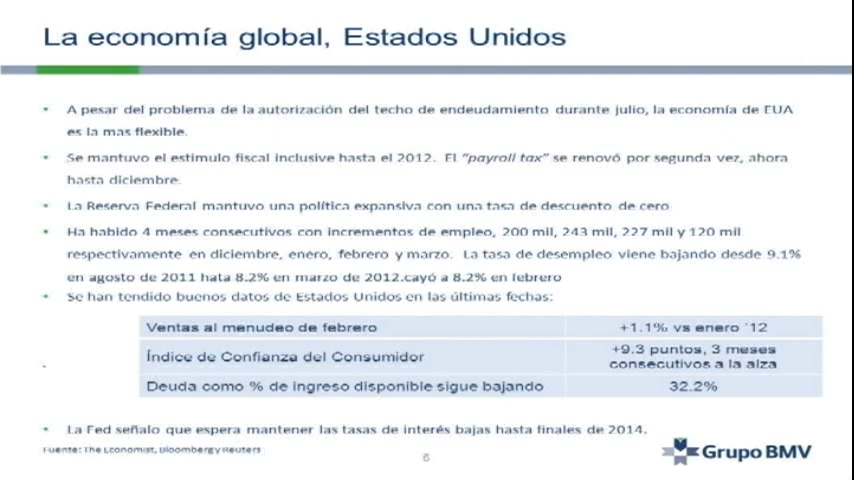 La economía global, Estados Unidos
A pesar del problema de la autorización del techo de endeudamiento durante julio, la economía de EUA
es la mas flexible.
Se mantuvo el estimulo fiscal inclusive hasta el 2012. El "payroll tax" se renovó por segunda vez, ahora
hasta diciembre.
La Reserva Federal mantuvo una política expansiva con una tasa de descuento de cero
Ha habido 4 meses consecutivos con incrementos de empleo, 200 mil, 243 mil, 227 mil y 120 mil
respectivamente en diciembre, enero, febrero y marzo. La tasa de desempleo viene bajando desde 9.1%
en agosto de 2011 hata 8.2% en marzo de 2012.cayó a 8.2% en febrero
Se han tendido buenos datos de Estados Unidos en las últimas fechas:
Ventas al menudeo de febrero +1.1% vs enero ´12
Índice de Confianza del Consumidor +9.3 puntos, 3 meses
consecutivos a la alza
Deuda como % de ingreso disponible sigue bajando 32.2%
La Fed señalo que espera mantener las tasas de interés bajas hasta finales de 2014.
Fuente: The Economist, Bloomberg y Reuters
6
Grupo BMV